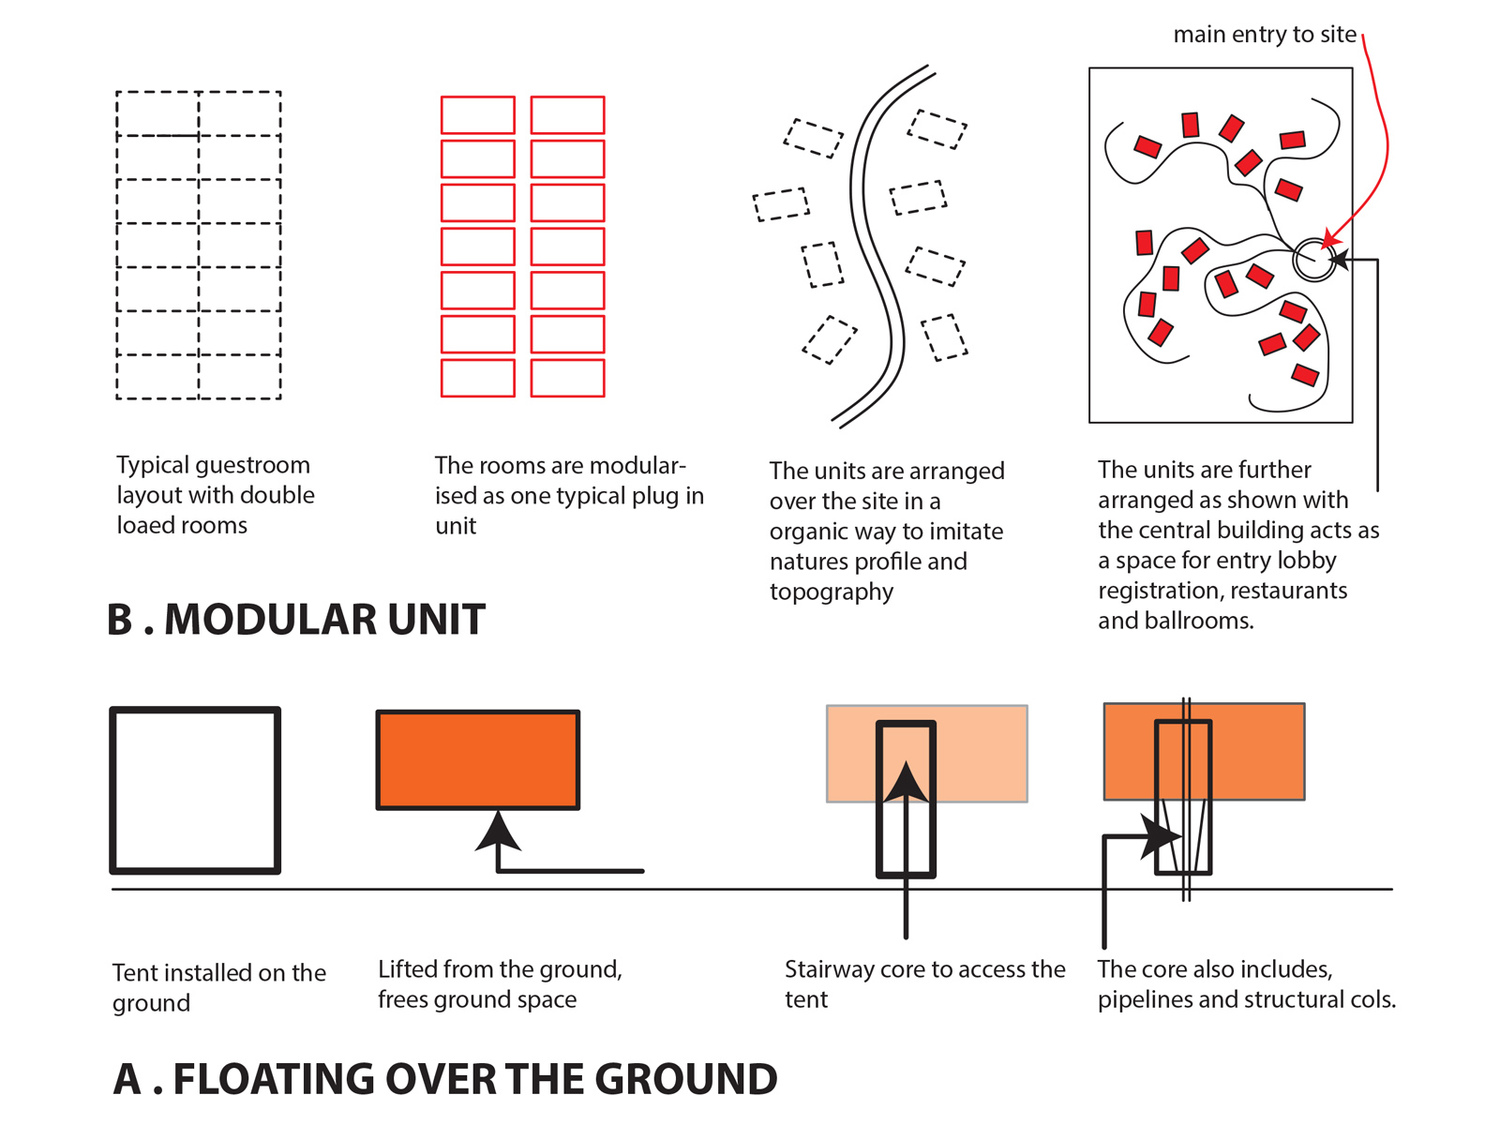 main entry to site
Typical guestroom
layout with double
loaed rooms
The rooms are modular-
ised as one typical plug in
unit
The units are arranged
over the site in a
organic way to imitate
natures profile and
topography
The units are further
arranged as shown with
the central building acts as
a space for entry lobby
registration, restaurants
and ballrooms.
B . MODULAR UNIT
Tent installed on the
ground
Lifted from the ground,
frees ground space
Stairway core to access the
tent
The core also includes,
pipelines and structural cols.
A . FLOATING OVER THE GROUND